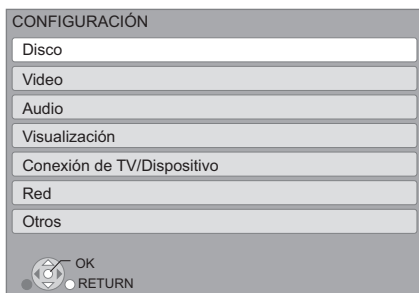 CONFIGURACIÓN
Disco
Video
Audio
Visualización
Conexión de TV/Dispositivo
Red
Otros
OK
RETURN